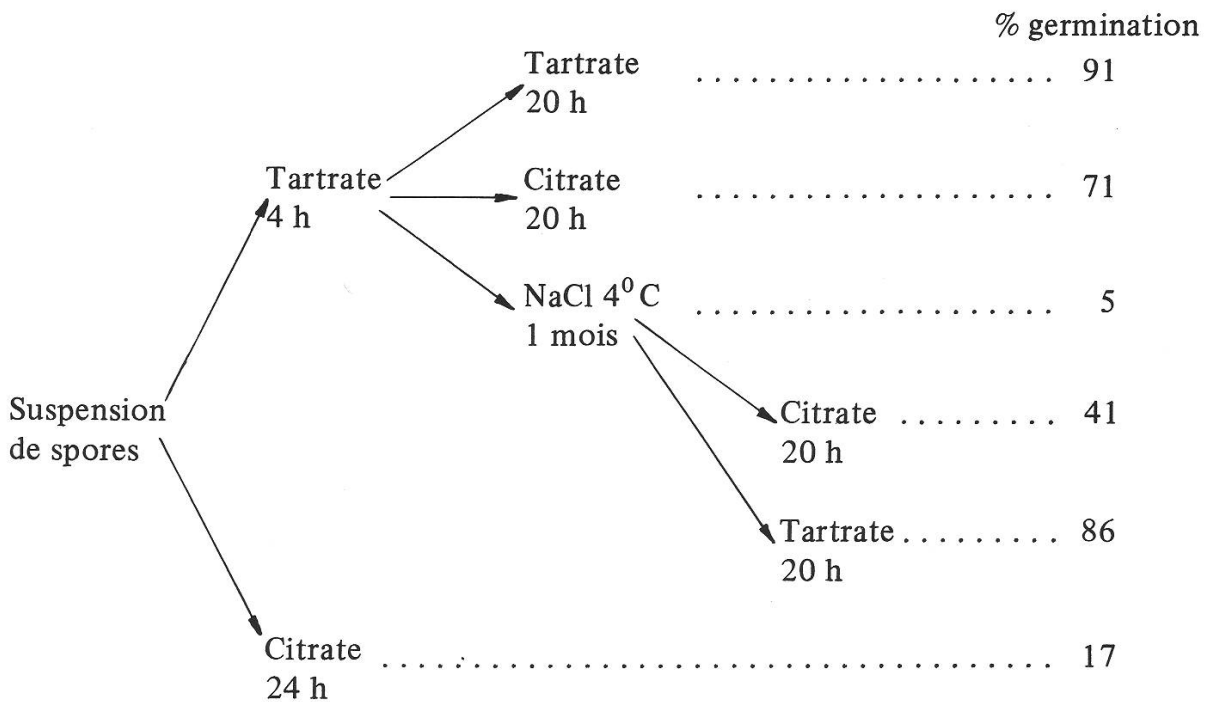 % germination
Tartrate .................... 91
20 h
Tartrate
4 h
Citrate .................... 71
20 h
NaCl 4⁰ C .................... 5
1 mois
Suspension
de spores
Citrate ......... 41
20 h
Tartrate ......... 86
20 h
Citrate ...................................... 17
24 h